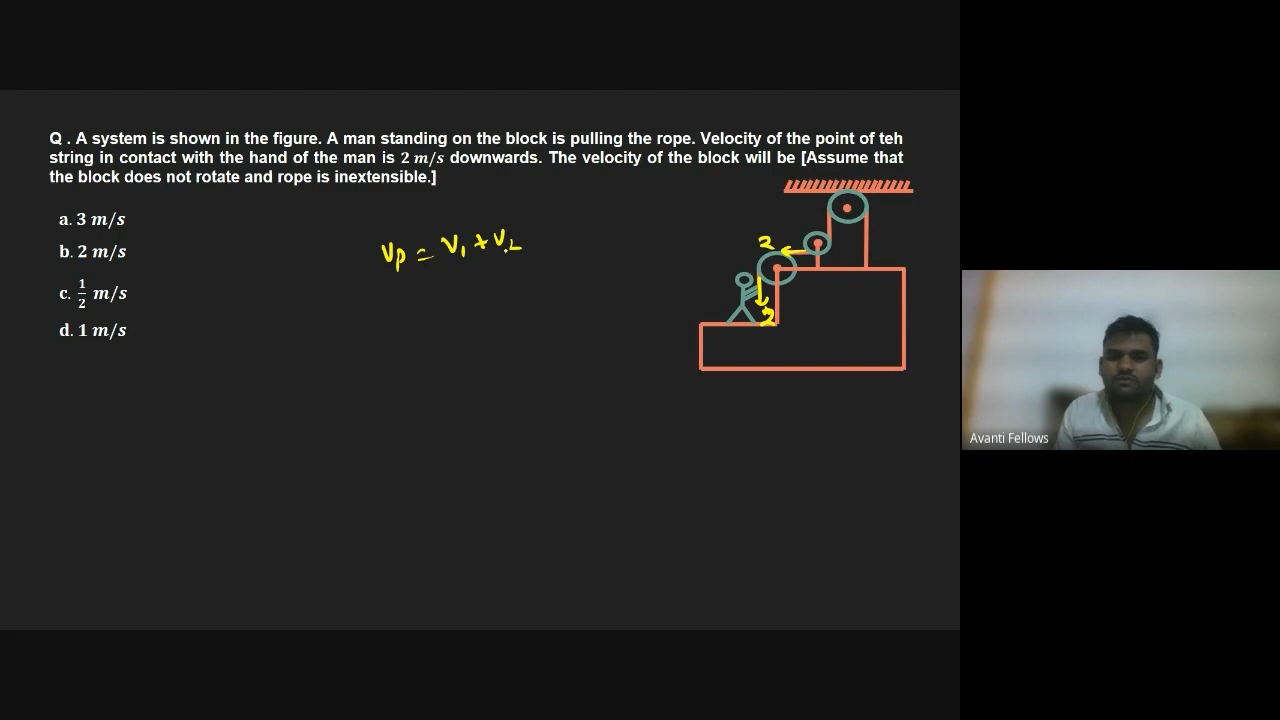 Q . A system is shown in the figure. A man standing on the block is pulling the rope. Velocity of the point of teh
string in contact with the hand of the man is 2 m/s downwards. The velocity of the block will be [Assume that
the block does not rotate and rope is inextensible.]
a. 3 m/s
b. 2 m/s
c. 1/2 m/s
d. 1 m/s
Vp = V1 + V2
2
2
Avanti Fellows